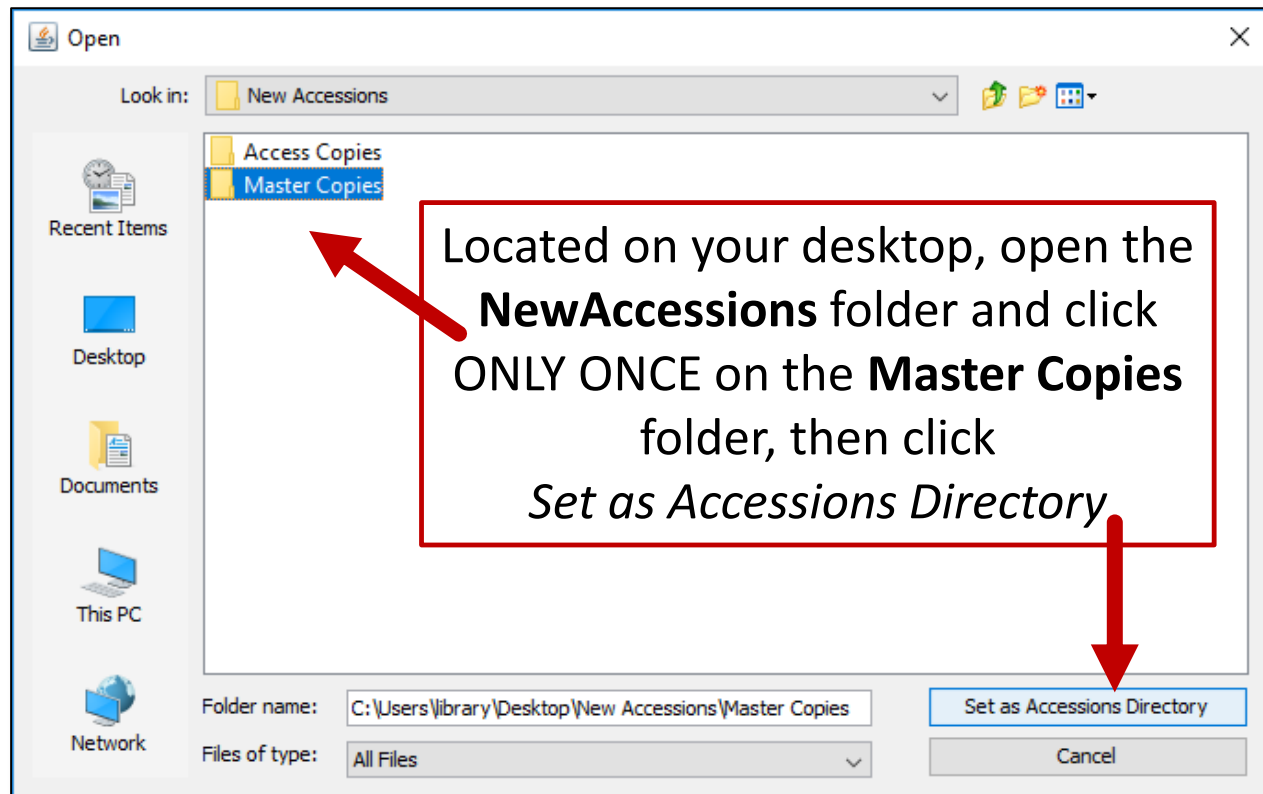 Open
Look in:
New Accessions
Access Copies
Master Copies
Recent Items
Desktop
Documents
This PC
Network
Located on your desktop, open the
NewAccessions folder and click
ONLY ONCE on the Master Copies
folder, then click
Set as Accessions Directory
Folder name:
C:\Users\library\Desktop\New Accessions\Master Copies
Set as Accessions Directory
Files of type:
All Files
Cancel